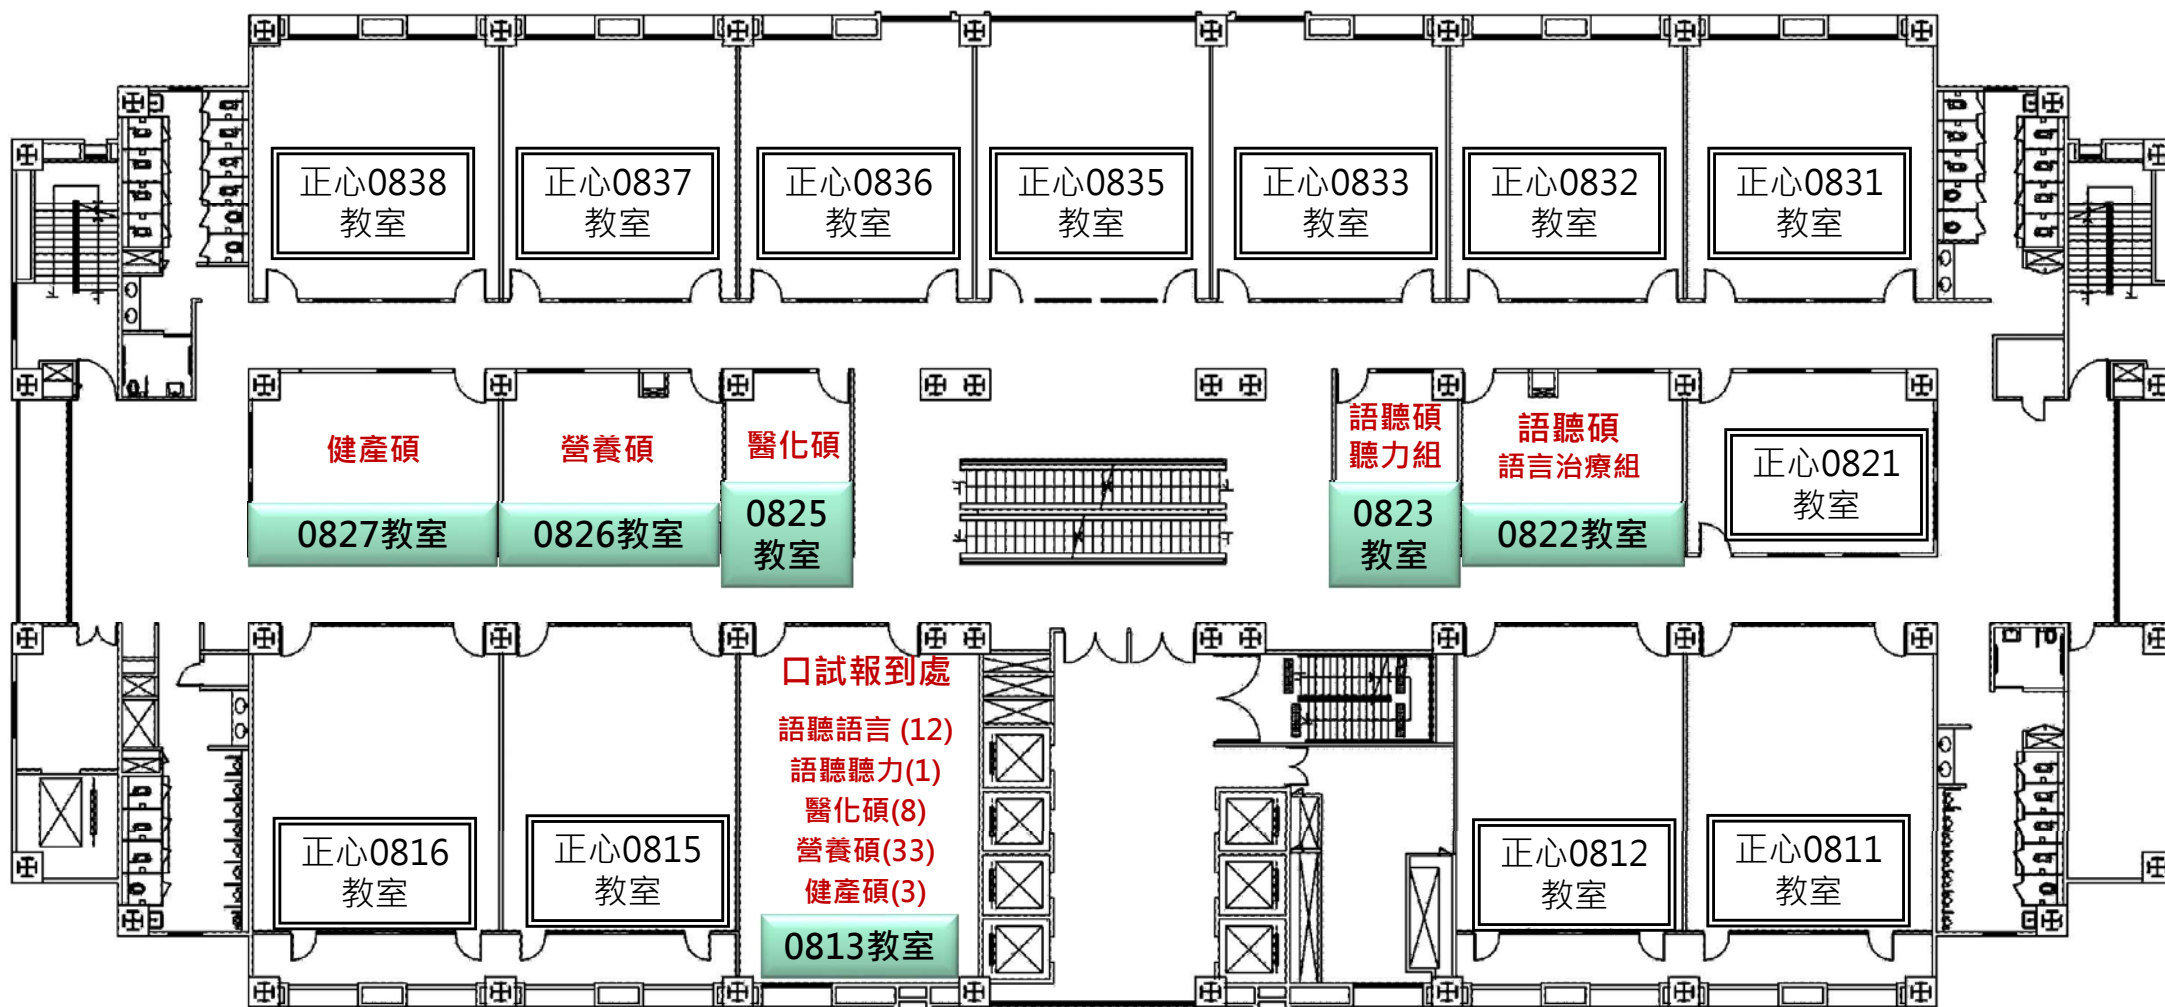 正心0838
教室
正心0837
教室
正心0836
教室
正心0835
教室
正心0833
教室
正心0832
教室
正心0831
教室
健產碩
0827教室
營養碩
0826教室
醫化碩
0825
教室
語聽碩
聽力組
0823
教室
語聽碩
語言治療組
0822教室
正心0821
教室
正心0816
教室
正心0815
教室
口試報到處
語聽語言 (12)
語聽聽力(1)
醫化碩(8)
營養碩(33)
健產碩(3)
0813教室
正心0812
教室
正心0811
教室